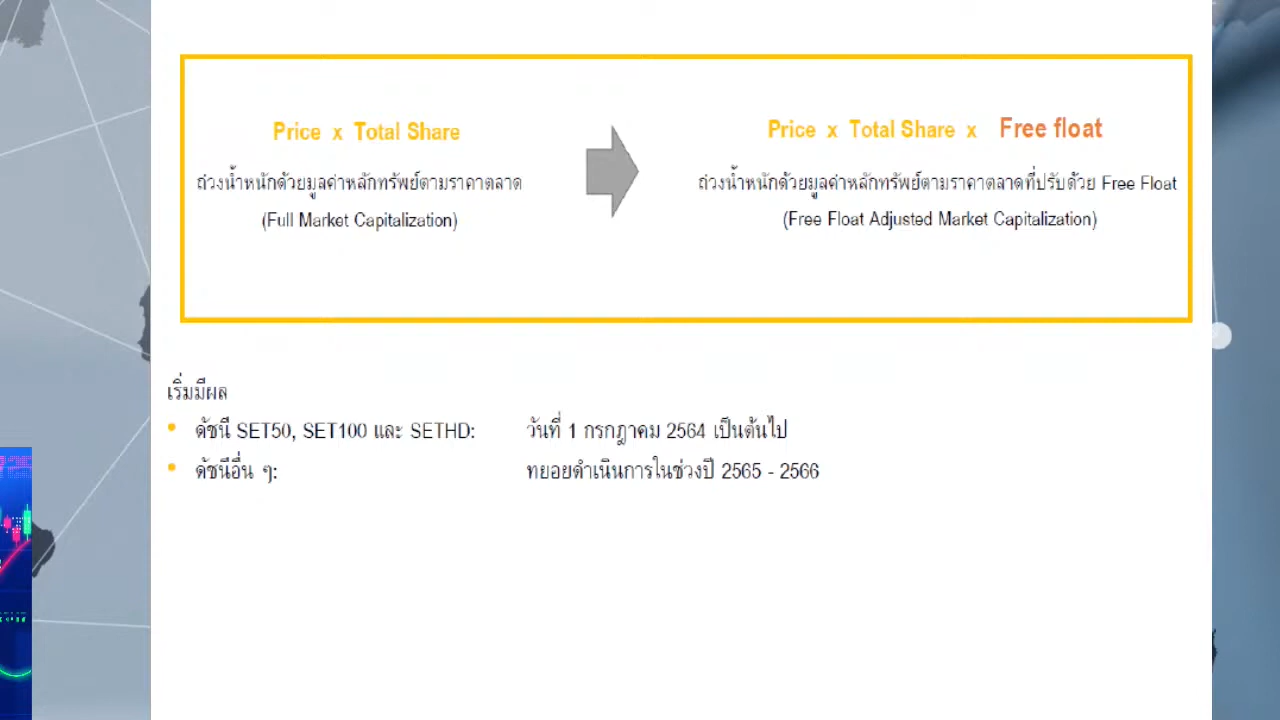 Price x Total Share
ถ่วงน้ำหนักด้วยมูลค่าหลักทรัพย์ตามราคาตลาด
(Full Market Capitalization)
Price x Total Share x Free float
ถ่วงน้ำหนักด้วยมูลค่าหลักทรัพย์ตามราคาตลาดที่ปรับด้วย Free Float
(Free Float Adjusted Market Capitalization)
เริ่มมีผล
• ดัชนี SET50, SET100 และ SETHD: วันที่ 1 กรกฎาคม 2564 เป็นต้นไป
• ดัชนีอื่น ๆ: ทยอยดำเนินการในช่วงปี 2565 - 2566